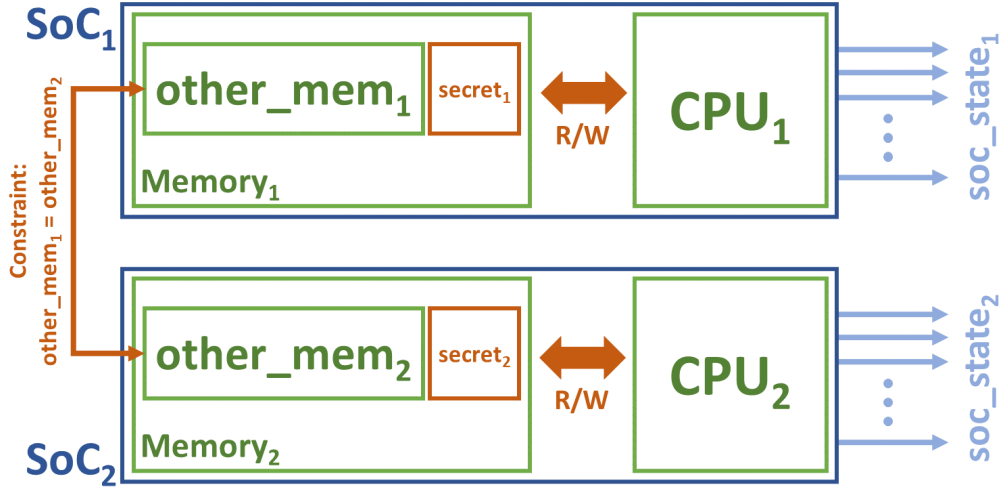 SoC₁
other_mem₁
secret₁
R/W
CPU₁
Memory₁
soc_state₁
Constraint:
other_mem₁ = other_mem₂
SoC₂
other_mem₂
secret₂
R/W
CPU₂
Memory₂
soc_state₂